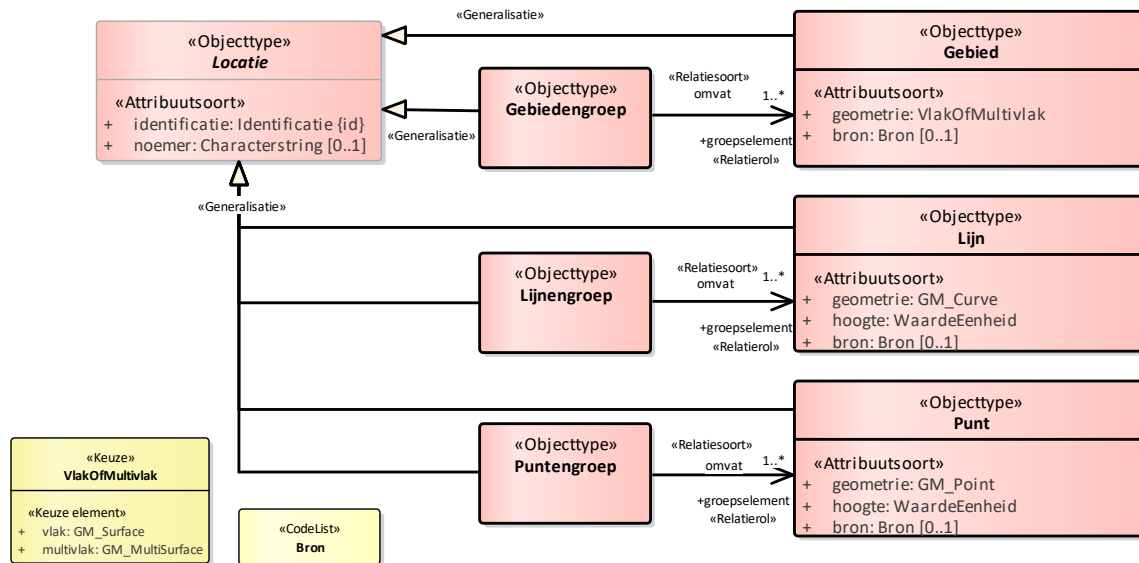 «Generalisatie»
«Objecttype»
Locatie
«Attribuutsoort»
+ identificatie: Identificatie {id}
+ noemer: Characterstring [0..1]
«Objecttype»
Gebied
«Attribuutsoort»
+ geometrie: VlakOfMultivlak
+ bron: Bron [0..1]
«Objecttype»
Gebiedengroep
«Generalisatie»
«Relatiesoort»
omvat
1..*
+groepselement
«Relatierol»
«Generalisatie»
«Objecttype»
Lijn
«Attribuutsoort»
+ geometrie: GM_Curve
+ hoogte: WaardeEenheid
+ bron: Bron [0..1]
«Objecttype»
Lijnengroep
«Relatiesoort»
omvat
1..*
+groepselement
«Relatierol»
«Objecttype»
Punt
«Attribuutsoort»
+ geometrie: GM_Point
+ hoogte: WaardeEenheid
+ bron: Bron [0..1]
«Objecttype»
Puntengroep
«Relatiesoort»
omvat
1..*
+groepselement
«Relatierol»
«Keuze»
VlakOfMultivlak
«Keuze element»
+ vlak: GM_Surface
+ multivlak: GM_MultiSurface
«CodeList»
Bron